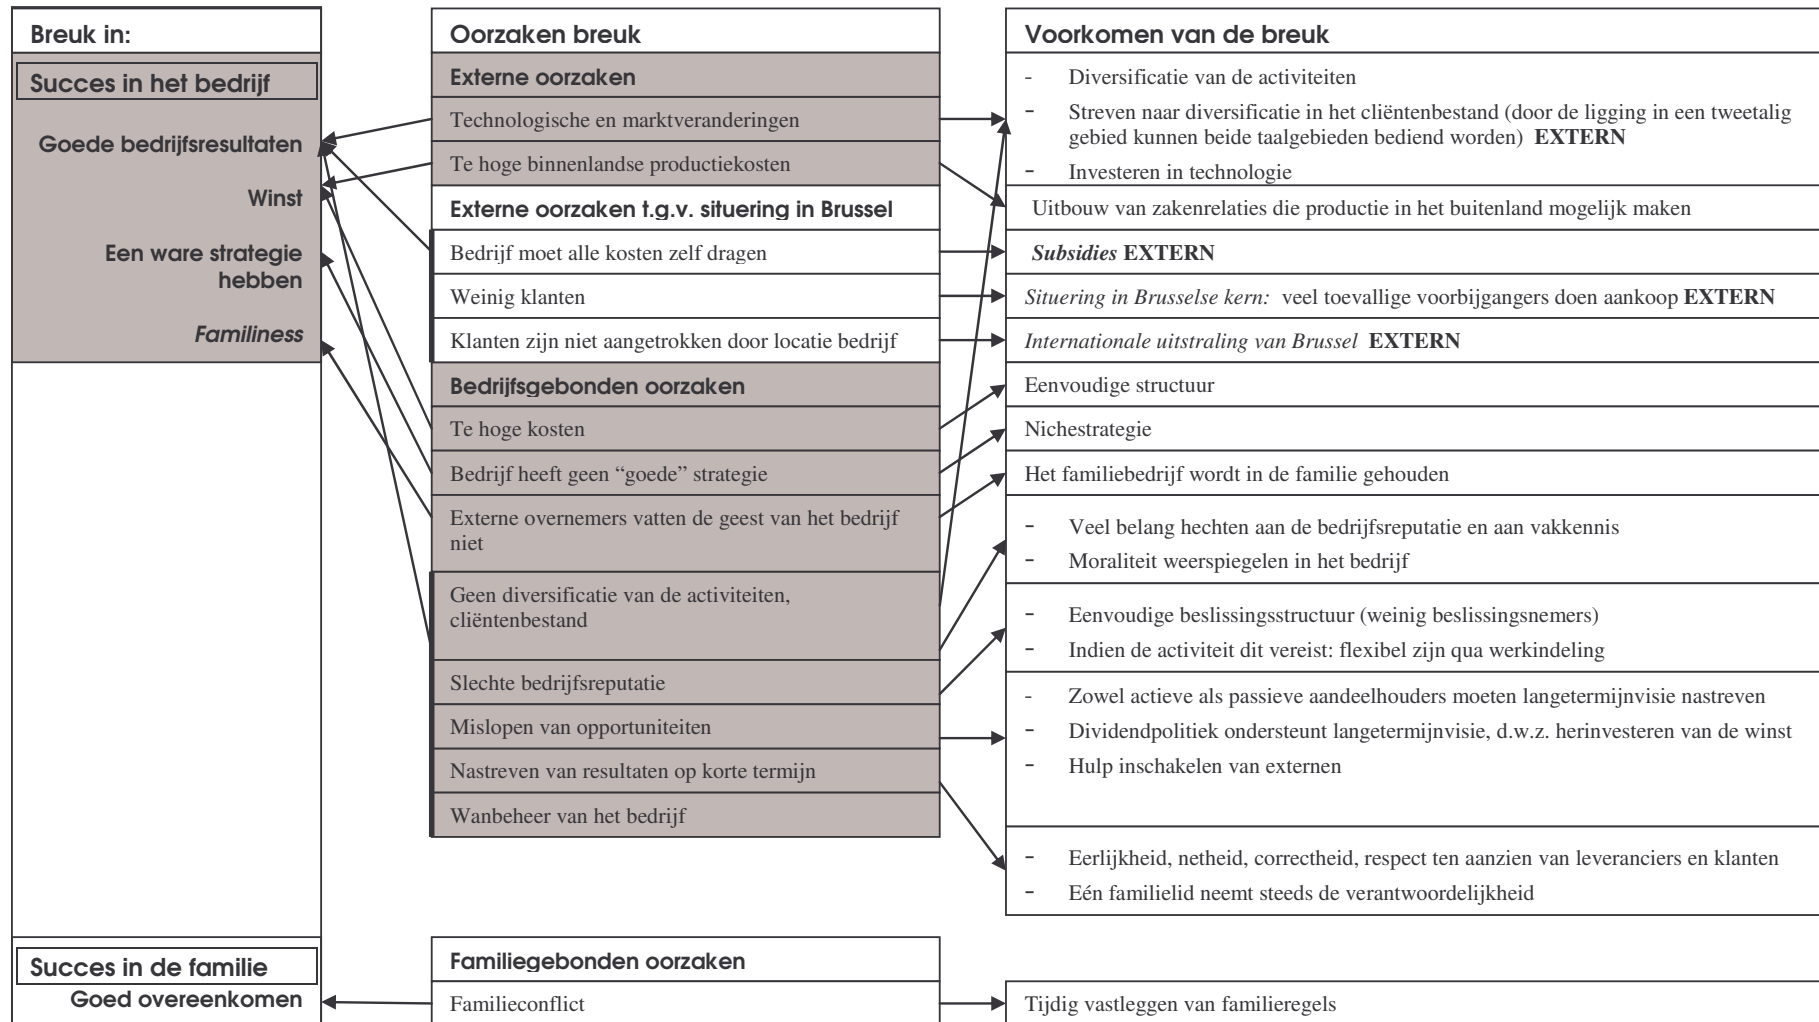 Breuk in:
Succes in het bedrijf
Goede bedrijfsresultaten
Winst
Een ware strategie
hebben
Familiness
Succes in de familie
Goed overeenkomen
Oorzaken breuk
Externe oorzaken
Technologische en marktveranderingen
Te hoge binnenlandse productiekosten
Externe oorzaken t.g.v. situering in Brussel
Bedrijf moet alle kosten zelf dragen
Weinig klanten
Klanten zijn niet aangetrokken door locatie bedrijf
Bedrijfsgebonden oorzaken
Te hoge kosten
Bedrijf heeft geen “goede” strategie
Externe overnemers vatten de geest van het bedrijf
niet
Geen diversificatie van de activiteiten,
cliëntenbestand
Slechte bedrijfsreputatie
Mislopen van opportuniteiten
Nastreven van resultaten op korte termijn
Wanbeheer van het bedrijf
Familiegebonden oorzaken
Familieconflict
Voorkomen van de breuk
- Diversificatie van de activiteiten
- Streven naar diversificatie in het cliëntenbestand (door de ligging in een tweetalig
gebied kunnen beide taalgebieden bediend worden) EXTERN
- Investeren in technologie
Uitbouw van zakenrelaties die productie in het buitenland mogelijk maken
Subsidies EXTERN
Situering in Brusselse kern: veel toevallige voorbijgangers doen aankoop EXTERN
Internationale uitstraling van Brussel EXTERN
Eenvoudige structuur
Nichestrategie
Het familiebedrijf wordt in de familie gehouden
- Veel belang hechten aan de bedrijfsreputatie en aan vakkennis
- Moraliteit weerspiegelen in het bedrijf
- Eenvoudige beslissingsstructuur (weinig beslissingsnemers)
- Indien de activiteit dit vereist: flexibel zijn qua werkindeling
- Zowel actieve als passieve aandeelhouders moeten langetermijnvisie nastreven
- Dividendpolitiek ondersteunt langetermijnvisie, d.w.z. herinvesteren van de winst
- Hulp inschakelen van externen
- Eerlijkheid, netheid, correctheid, respect ten aanzien van leveranciers en klanten
- Eén familielid neemt steeds de verantwoordelijkheid
Tijdig vastleggen van familieregels